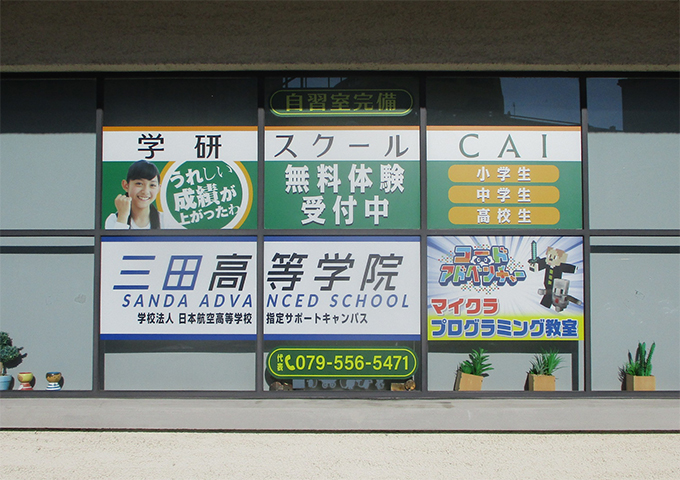 自習室完備
学研
スクール
CAI
うれしい
成績が
上がったわ
無料体験
受付中
小学生
中学生
高校生
三田高等学院
SANDA ADVANCED SCHOOL
学校法人 日本航空高等学校 指定サポートキャンパス
コード
アドベンチャー
マイクラ
プログラミング教室
代表 079-556-5471